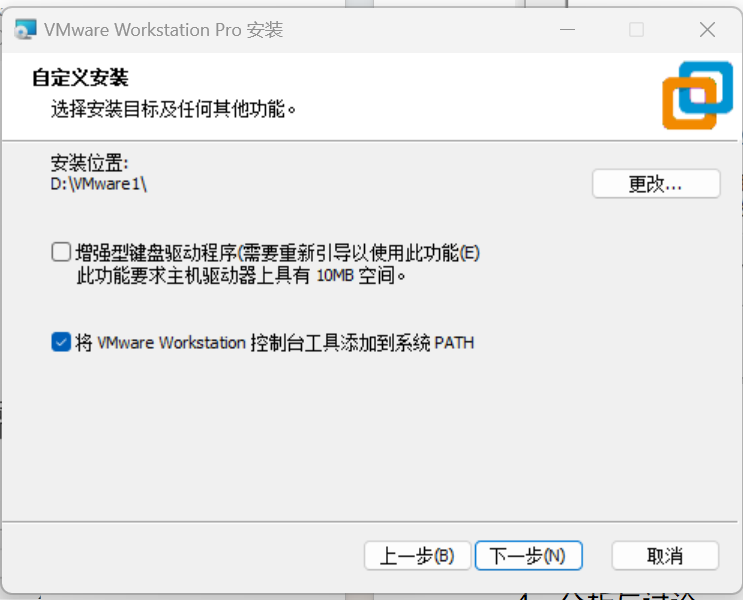 VMware Workstation Pro 安装
自定义安装
选择安装目标及任何其他功能。
安装位置:
D:\VMware1\
更改...
增强型键盘驱动程序(需要重新引导以使用此功能(E)
此功能要求主机驱动器上具有 10MB 空间。
将 VMware Workstation 控制台工具添加到系统 PATH
上一步(B)
下一步(N)
取消